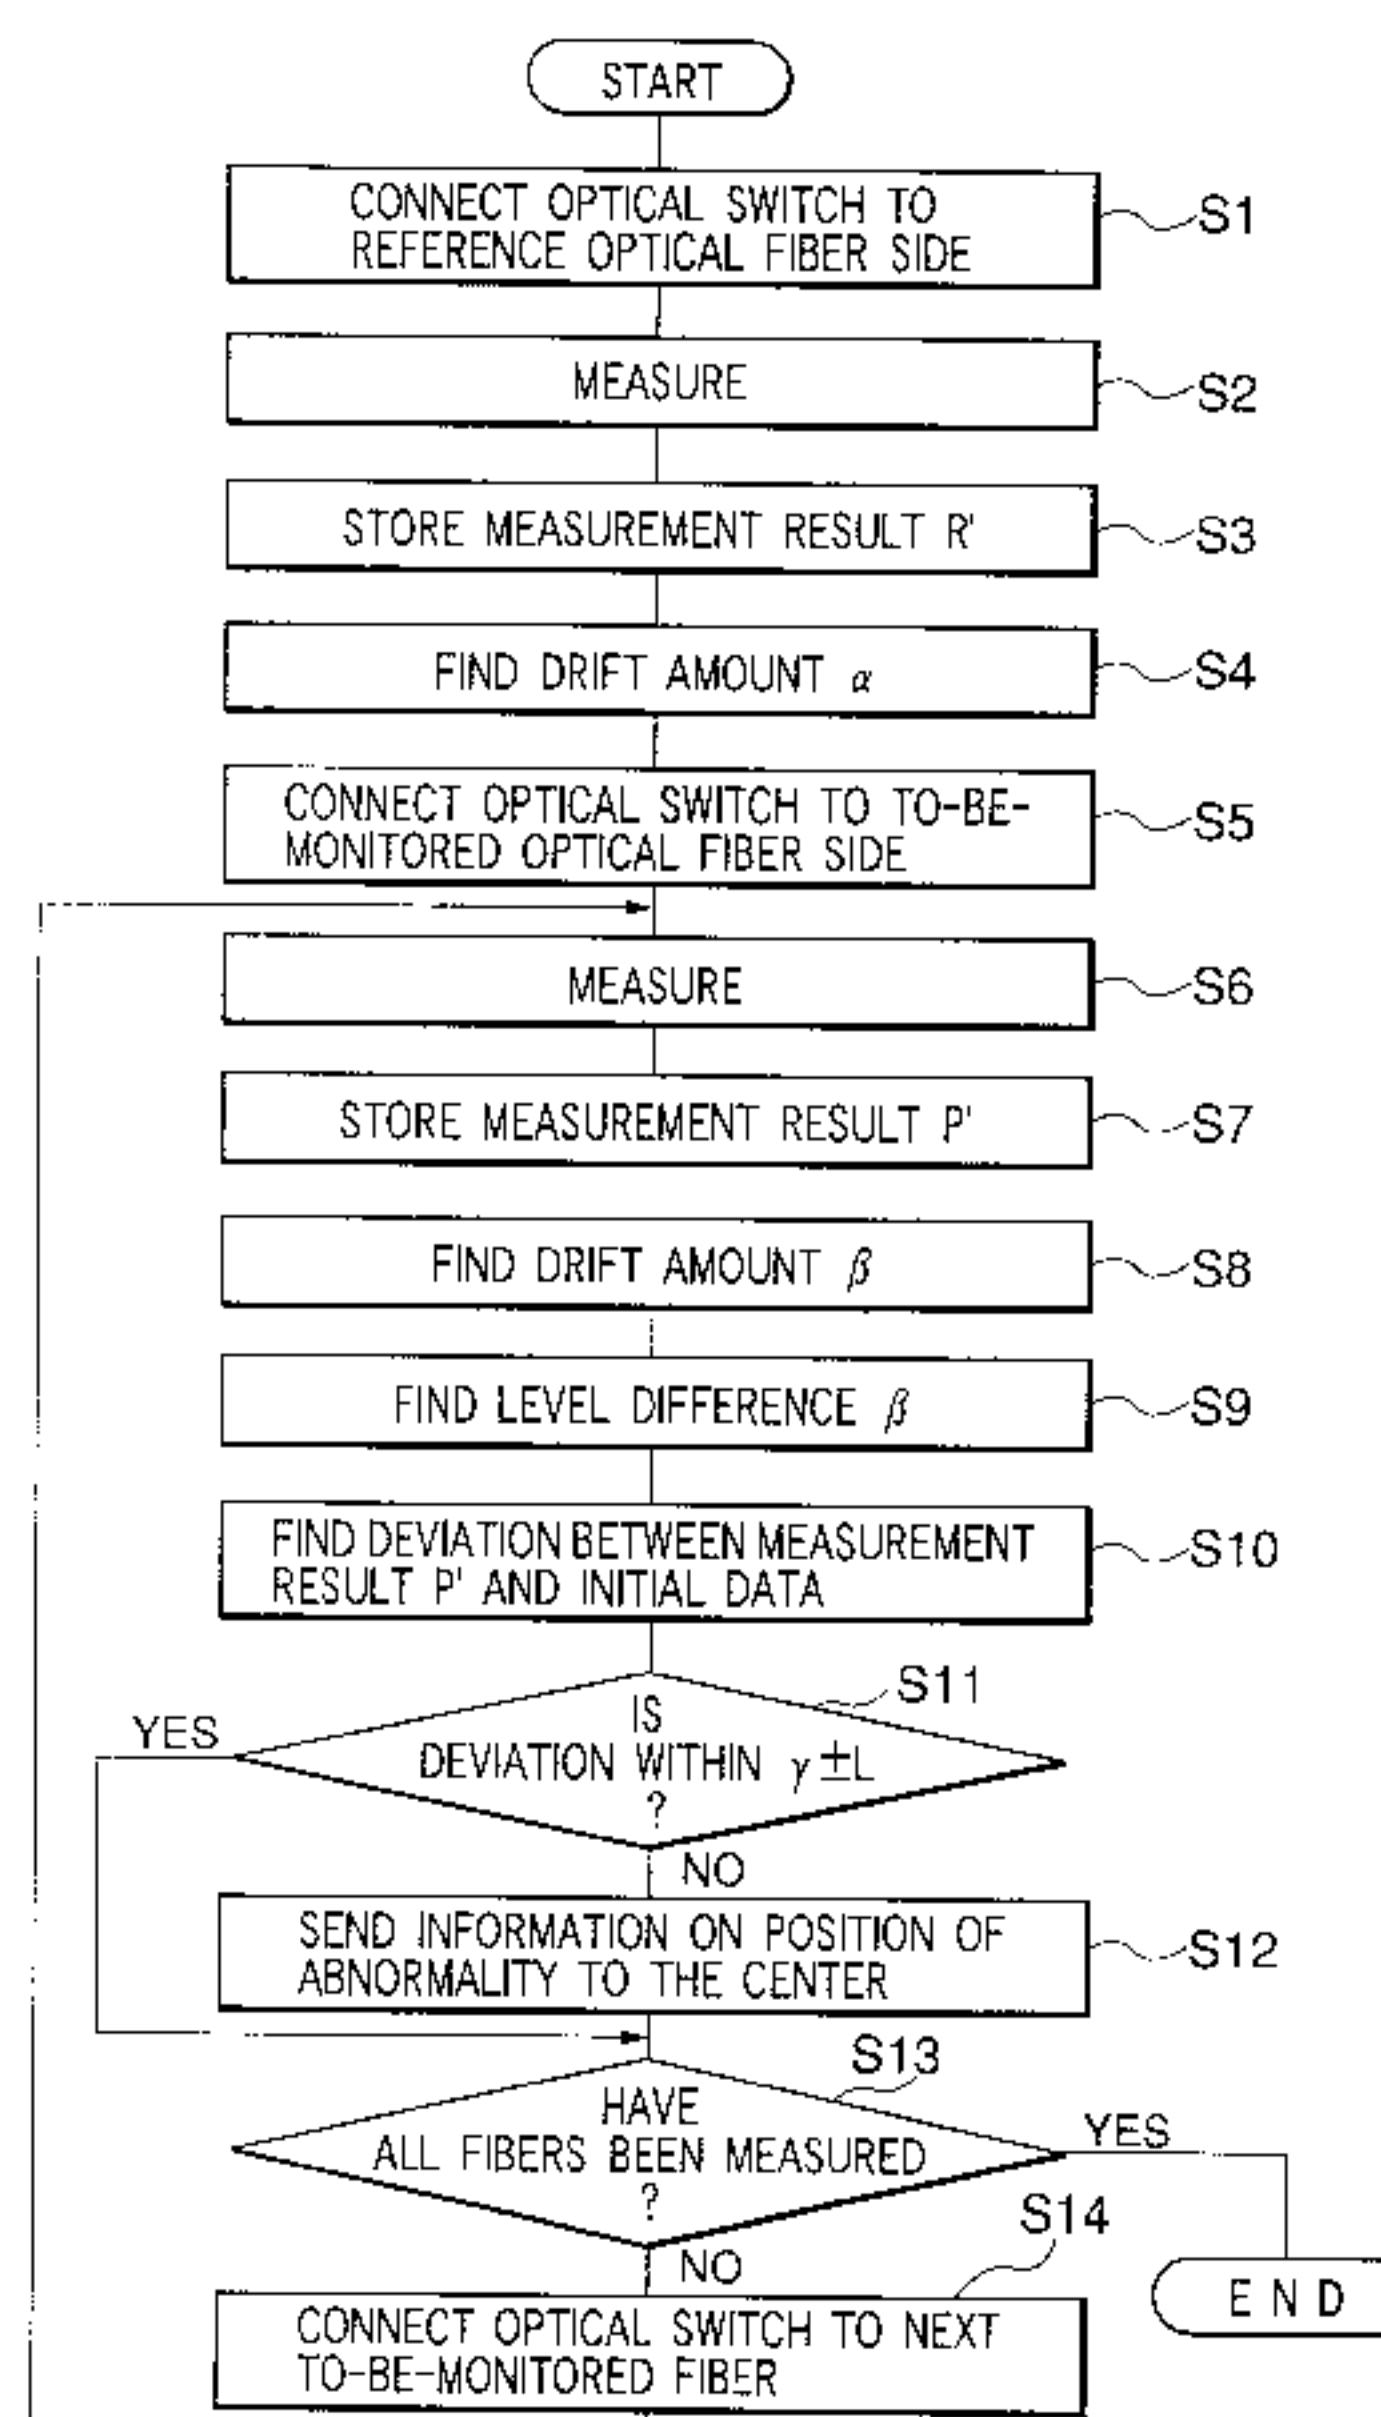 START
CONNECT OPTICAL SWITCH TO
REFERENCE OPTICAL FIBER SIDE
S1
MEASURE
S2
STORE MEASUREMENT RESULT R'
S3
FIND DRIFT AMOUNT α
S4
CONNECT OPTICAL SWITCH TO TO-BE-
MONITORED OPTICAL FIBER SIDE
S5
MEASURE
S6
STORE MEASUREMENT RESULT P'
S7
FIND DRIFT AMOUNT β
S8
FIND LEVEL DIFFERENCE β
S9
FIND DEVIATION BETWEEN MEASUREMENT
RESULT P' AND INITIAL DATA
S10
S11
YES
IS
DEVIATION WITHIN γ ±L
?
NO
SEND INFORMATION ON POSITION OF
ABNORMALITY TO THE CENTER
S12
S13
HAVE
ALL FIBERS BEEN MEASURED
?
YES
S14
NO
CONNECT OPTICAL SWITCH TO NEXT
TO-BE-MONITORED FIBER
END